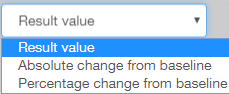 Result value
Result value
Absolute change from baseline
Percentage change from baseline